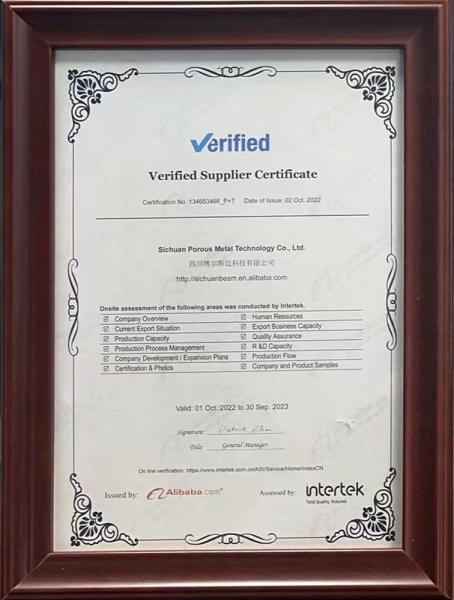 Verified
Verified Supplier Certificate
Certification No. 134653466_P+T Date of Issue: 02 Oct. 2022
Sichuan Porous Metal Technology Co., Ltd.
四川博尔斯迈科技有限公司
http://sichuanbesm.en.alibaba.com
Onsite assessment of the following areas was conducted by Intertek.
☑ Company Overview ☑ Human Resources
☑ Current Export Situation ☑ Export Business Capacity
☑ Production Capacity ☑ Quality Assurance
☑ Production Process Management ☑ R &D Capacity
☑ Company Development / Expansion Plans ☑ Production Flow
☑ Certification & Photos ☑ Company and Product Samples
Valid: 01 Oct. 2022 to 30 Sep. 2023
Signature:
Title: General Manager
On line verification: https://www.intertek.com.cn/ASVService/Home/IndexCN
Issued by: Alibaba.com Assessed by: intertek
Total Quality. Assured.